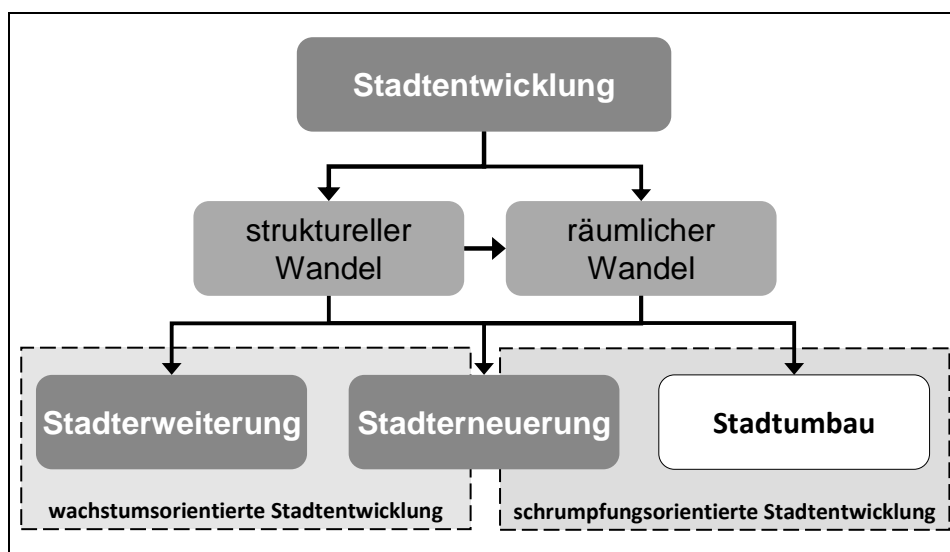 Stadtentwicklung
struktureller
Wandel
räumlicher
Wandel
Stadterweiterung
Stadterneuerung
Stadtumbau
wachstumsorientierte Stadtentwicklung
schrumpfungsorientierte Stadtentwicklung